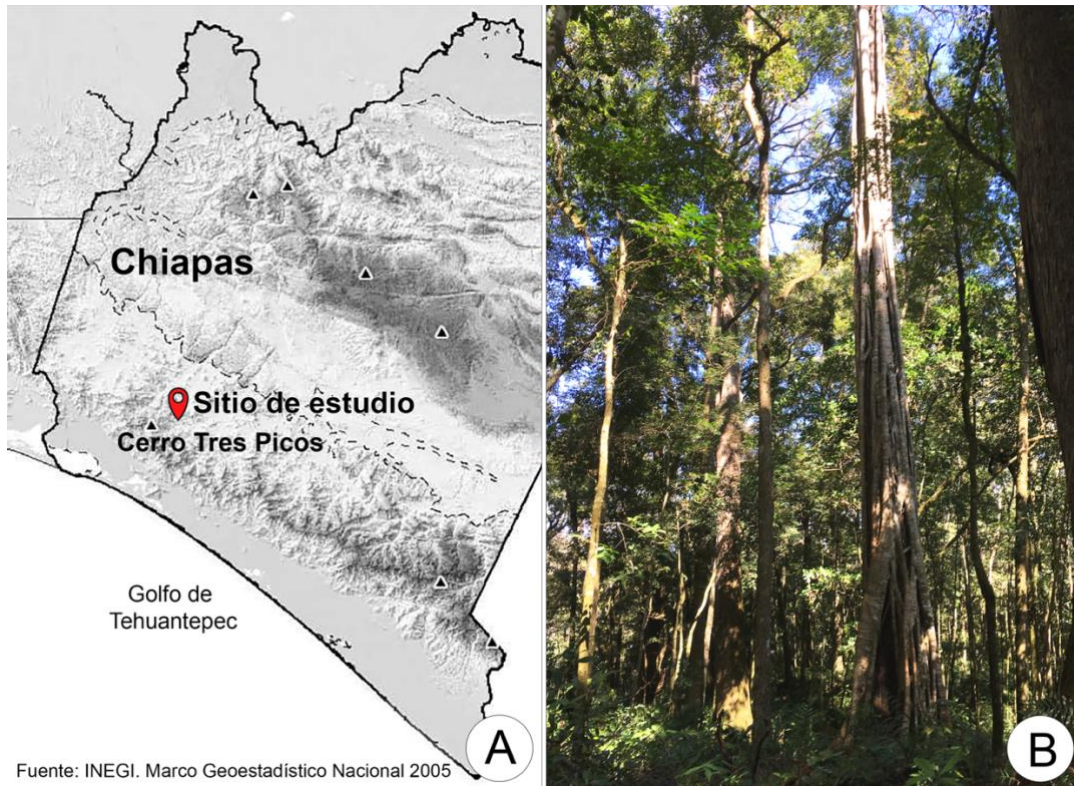 Chiapas
Sitio de estudio
Cerro Tres Picos
Golfo de
Tehuantepec
Fuente: INEGI. Marco Geoestadístico Nacional 2005
A
B